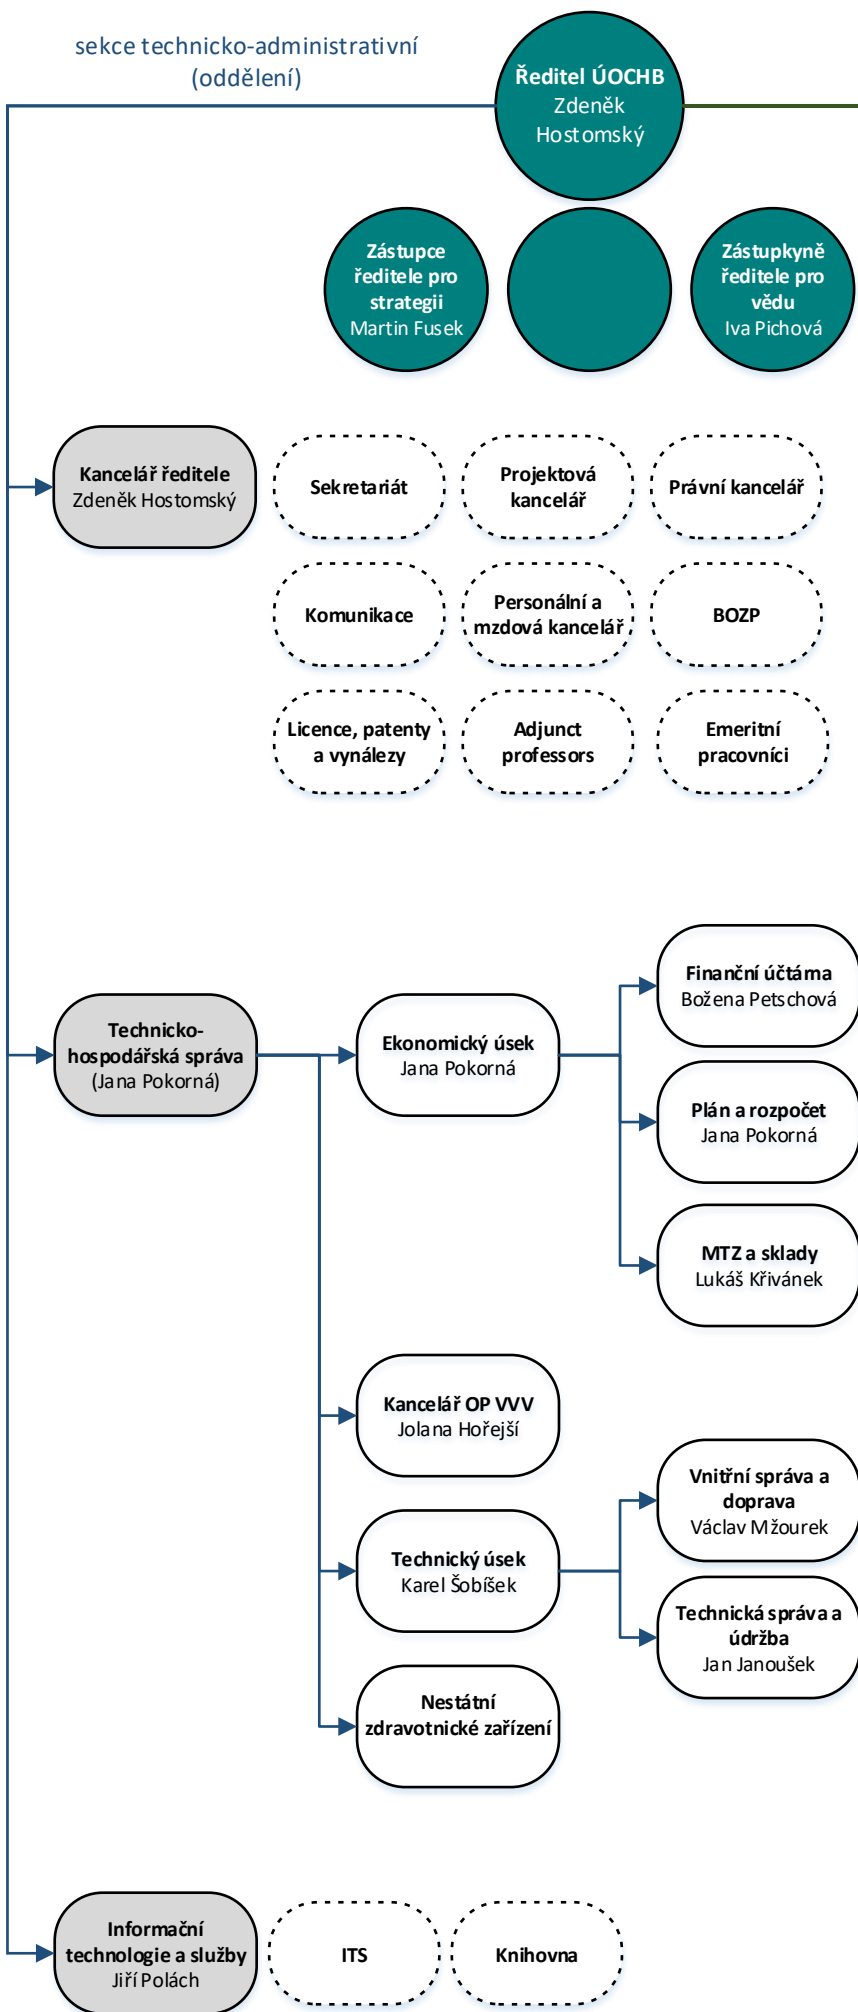 sekce technicko-administrativní
(oddělení)
Ředitel ÚOCHB
Zdeněk
Hostomský
Zástupce
ředitele pro
strategii
Martin Fusek
Zástupkyně
ředitele pro
vědu
Iva Pichová
Kancelář ředitele
Zdeněk Hostomský
Sekretariát
Projektová
kancelář
Právní kancelář
Komunikace
Personální a
mzdová kancelář
BOZP
Licence, patenty
a vynálezy
Adjunct
professors
Emeritní
pracovníci
Technicko-
hospodářská správa
(Jana Pokorná)
Ekonomický úsek
Jana Pokorná
Finanční účtárna
Božena Petschová
Plán a rozpočet
Jana Pokorná
MTZ a sklady
Lukáš Křivánek
Kancelář OP VVV
Jolana Hořejší
Technický úsek
Karel Šobíšek
Vnitřní správa a
doprava
Václav Mžourek
Technická správa a
údržba
Jan Janoušek
Nestátní
zdravotnické zařízení
Informační
technologie a služby
Jiří Polách
ITS
Knihovna